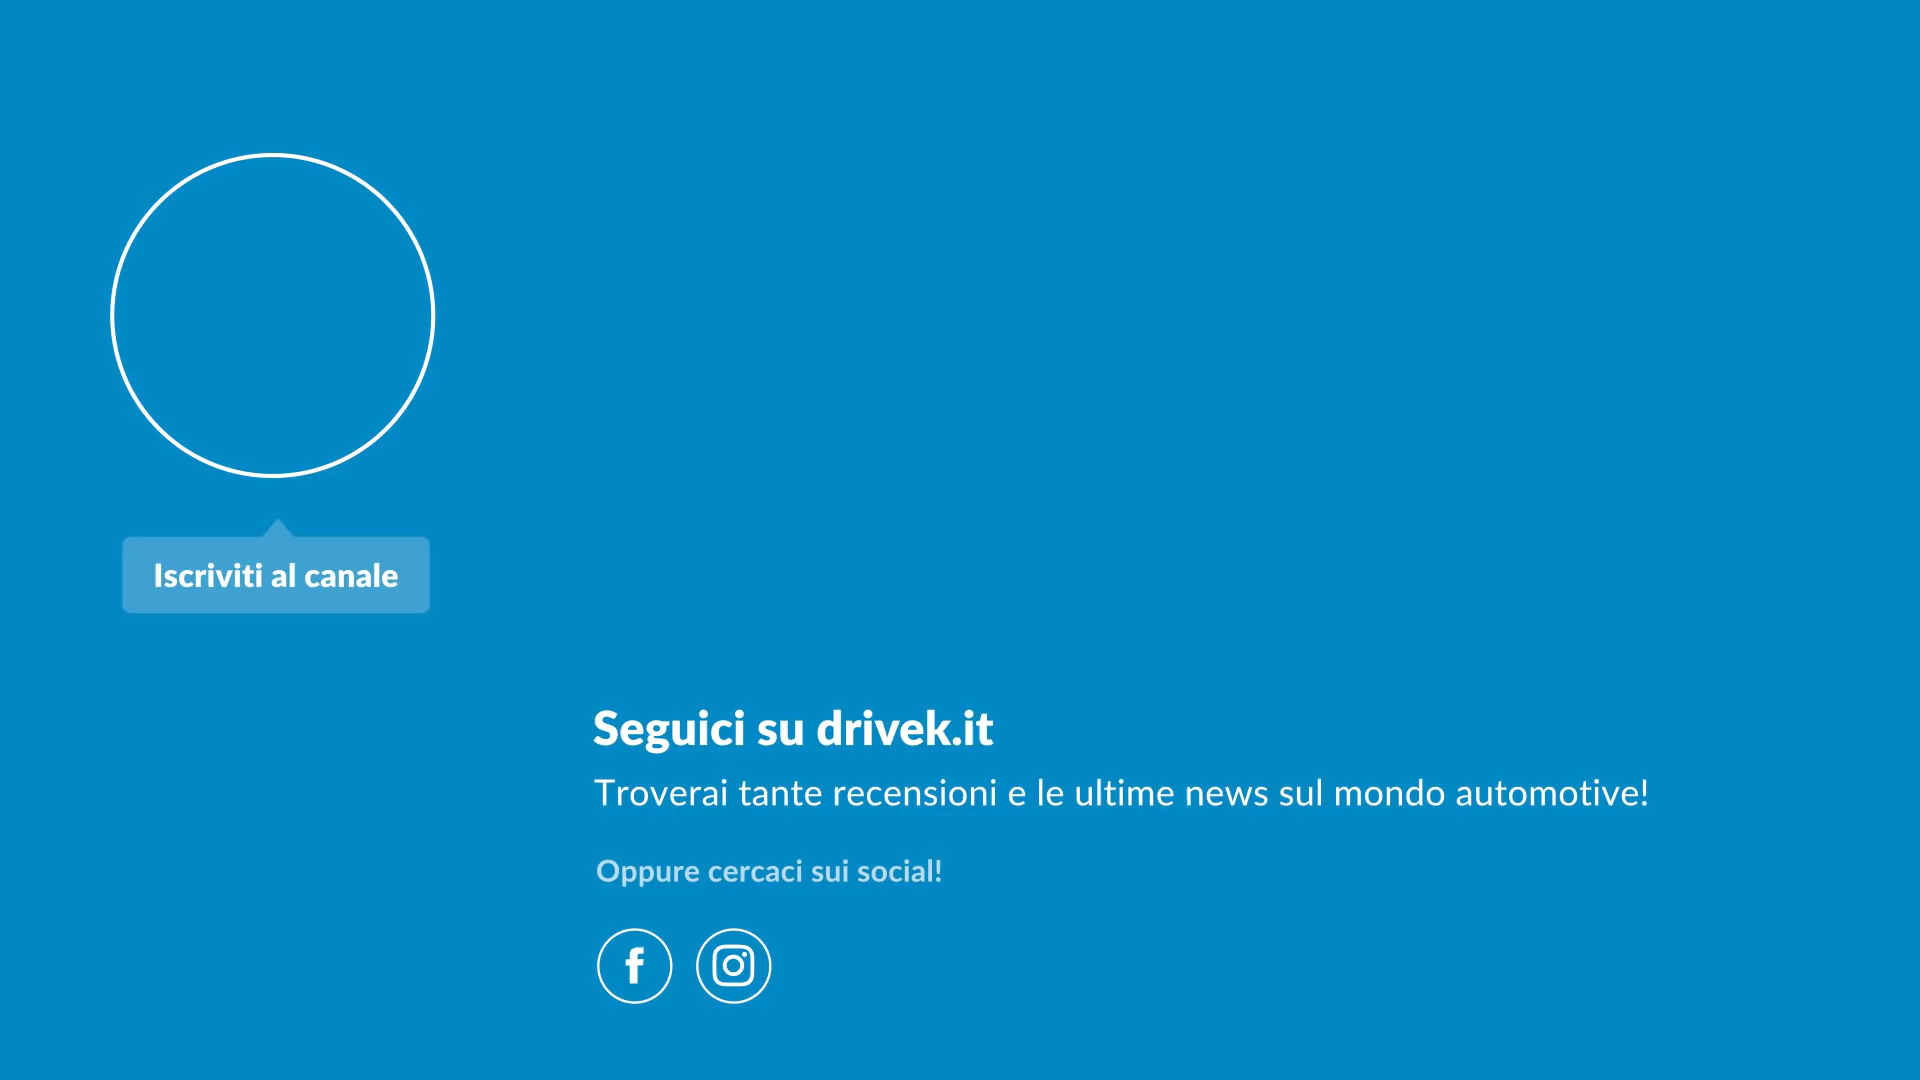 Iscriviti al canale
Seguici su drivek.it
Troverai tante recensioni e le ultime news sul mondo automotive!
Oppure cercaci sui social!